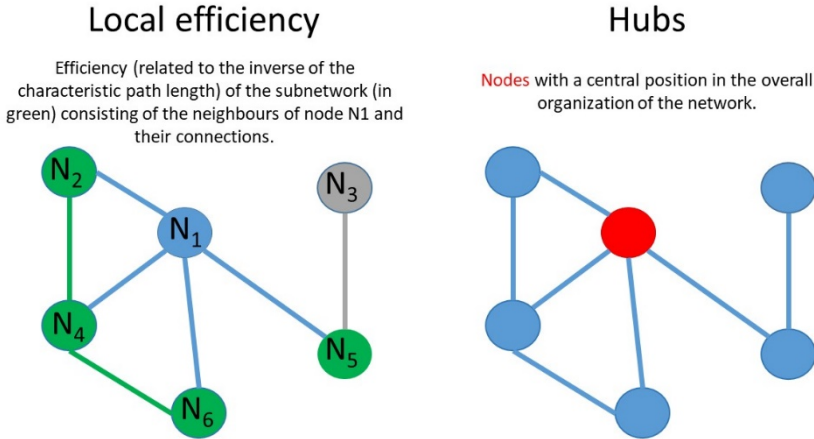 Local efficiency
Efficiency (related to the inverse of the
characteristic path length) of the subnetwork (in
green) consisting of the neighbours of node N1 and
their connections.
N₂
N₃
N₁
N₄
N₅
N₆
Hubs
Nodes with a central position in the overall
organization of the network.